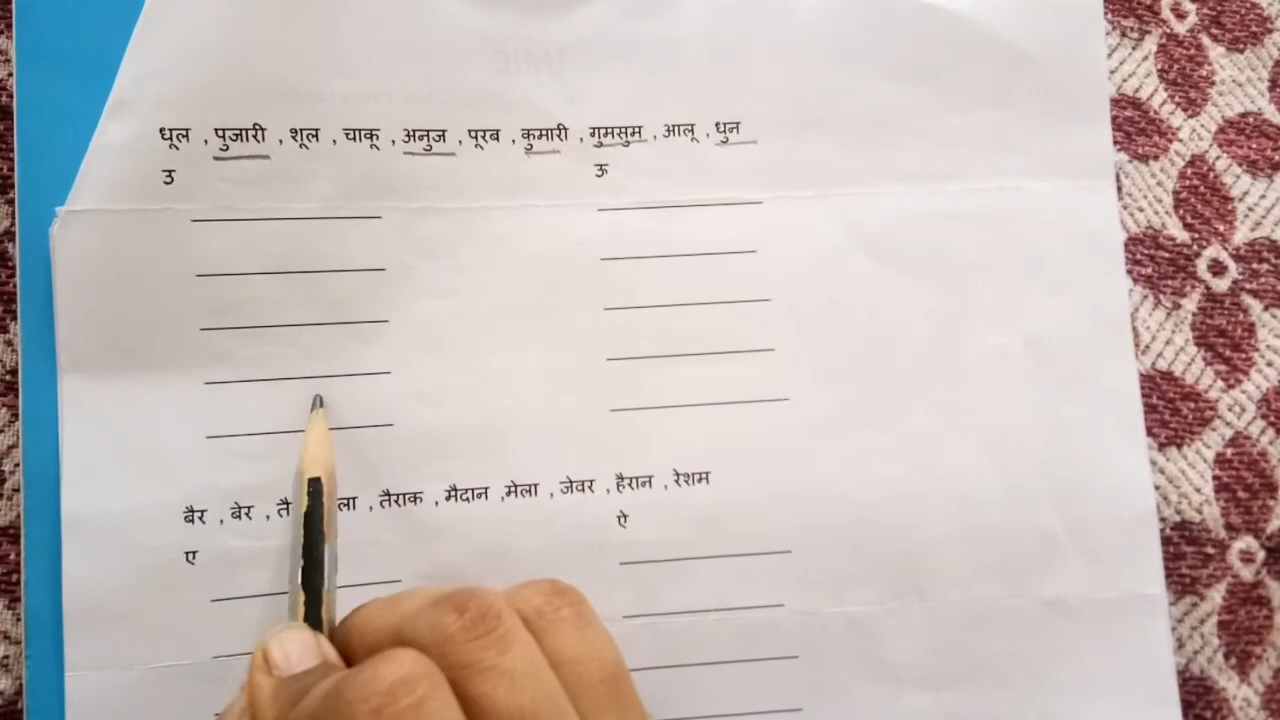 धूल , पुजारी , शूल , चाकू , अनुज , पूरब , कुमारी , गुमसुम , आलू , धुन
उ ऊ
बैर , बेर , तै ला , तैराक , मैदान ,मेला , जेवर , हैरान , रेशम
ए ऐ